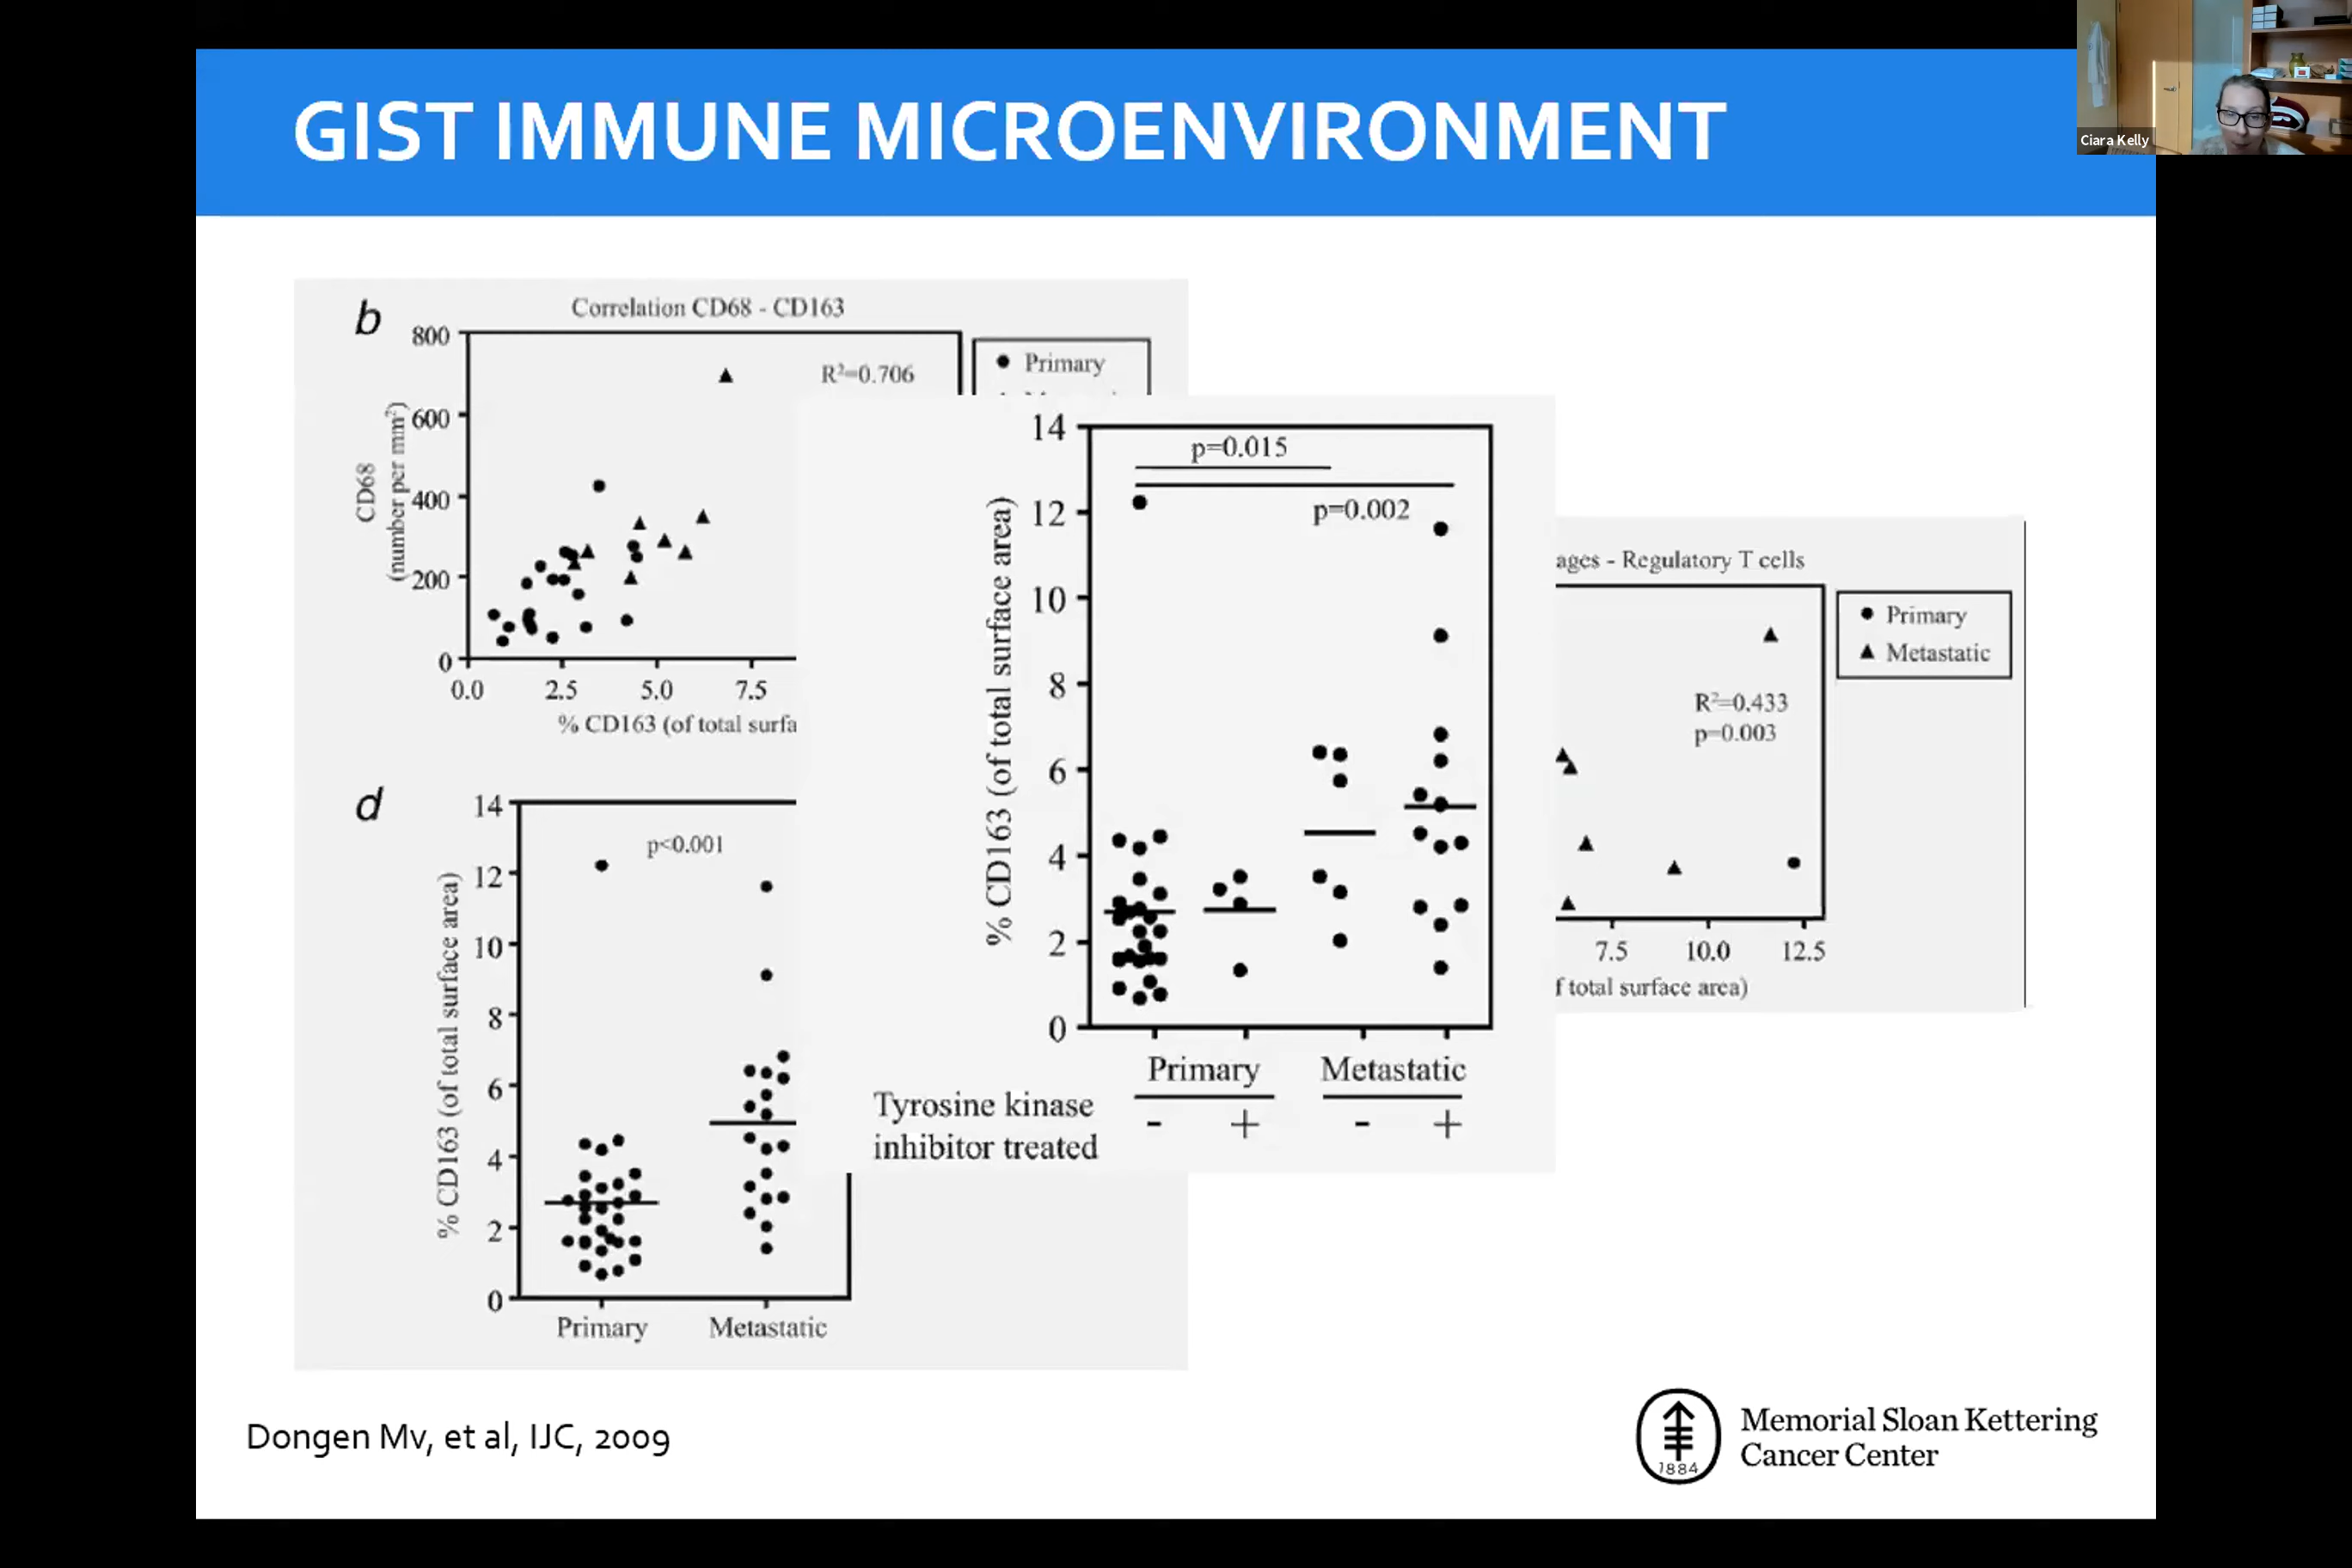 GIST IMMUNE MICROENVIRONMENT
Ciara Kelly
b
Correlation CD68 - CD163
800
600
400
200
0
CD68
(number per mm²)
R²=0.706
Primary
0.0 2.5 5.0 7.5
% CD163 (of total surfa
d
14
12
10
8
6
4
2
0
% CD163 (of total surface area)
p<0.001
Primary Metastatic
14
12
10
8
6
4
2
0
% CD163 (of total surface area)
p=0.015
p=0.002
Primary Metastatic
Tyrosine kinase
inhibitor treated
- + - +
ages - Regulatory T cells
Primary
Metastatic
R²=0.433
p=0.003
7.5 10.0 12.5
f total surface area)
Dongen Mv, et al, IJC, 2009
1884
Memorial Sloan Kettering
Cancer Center